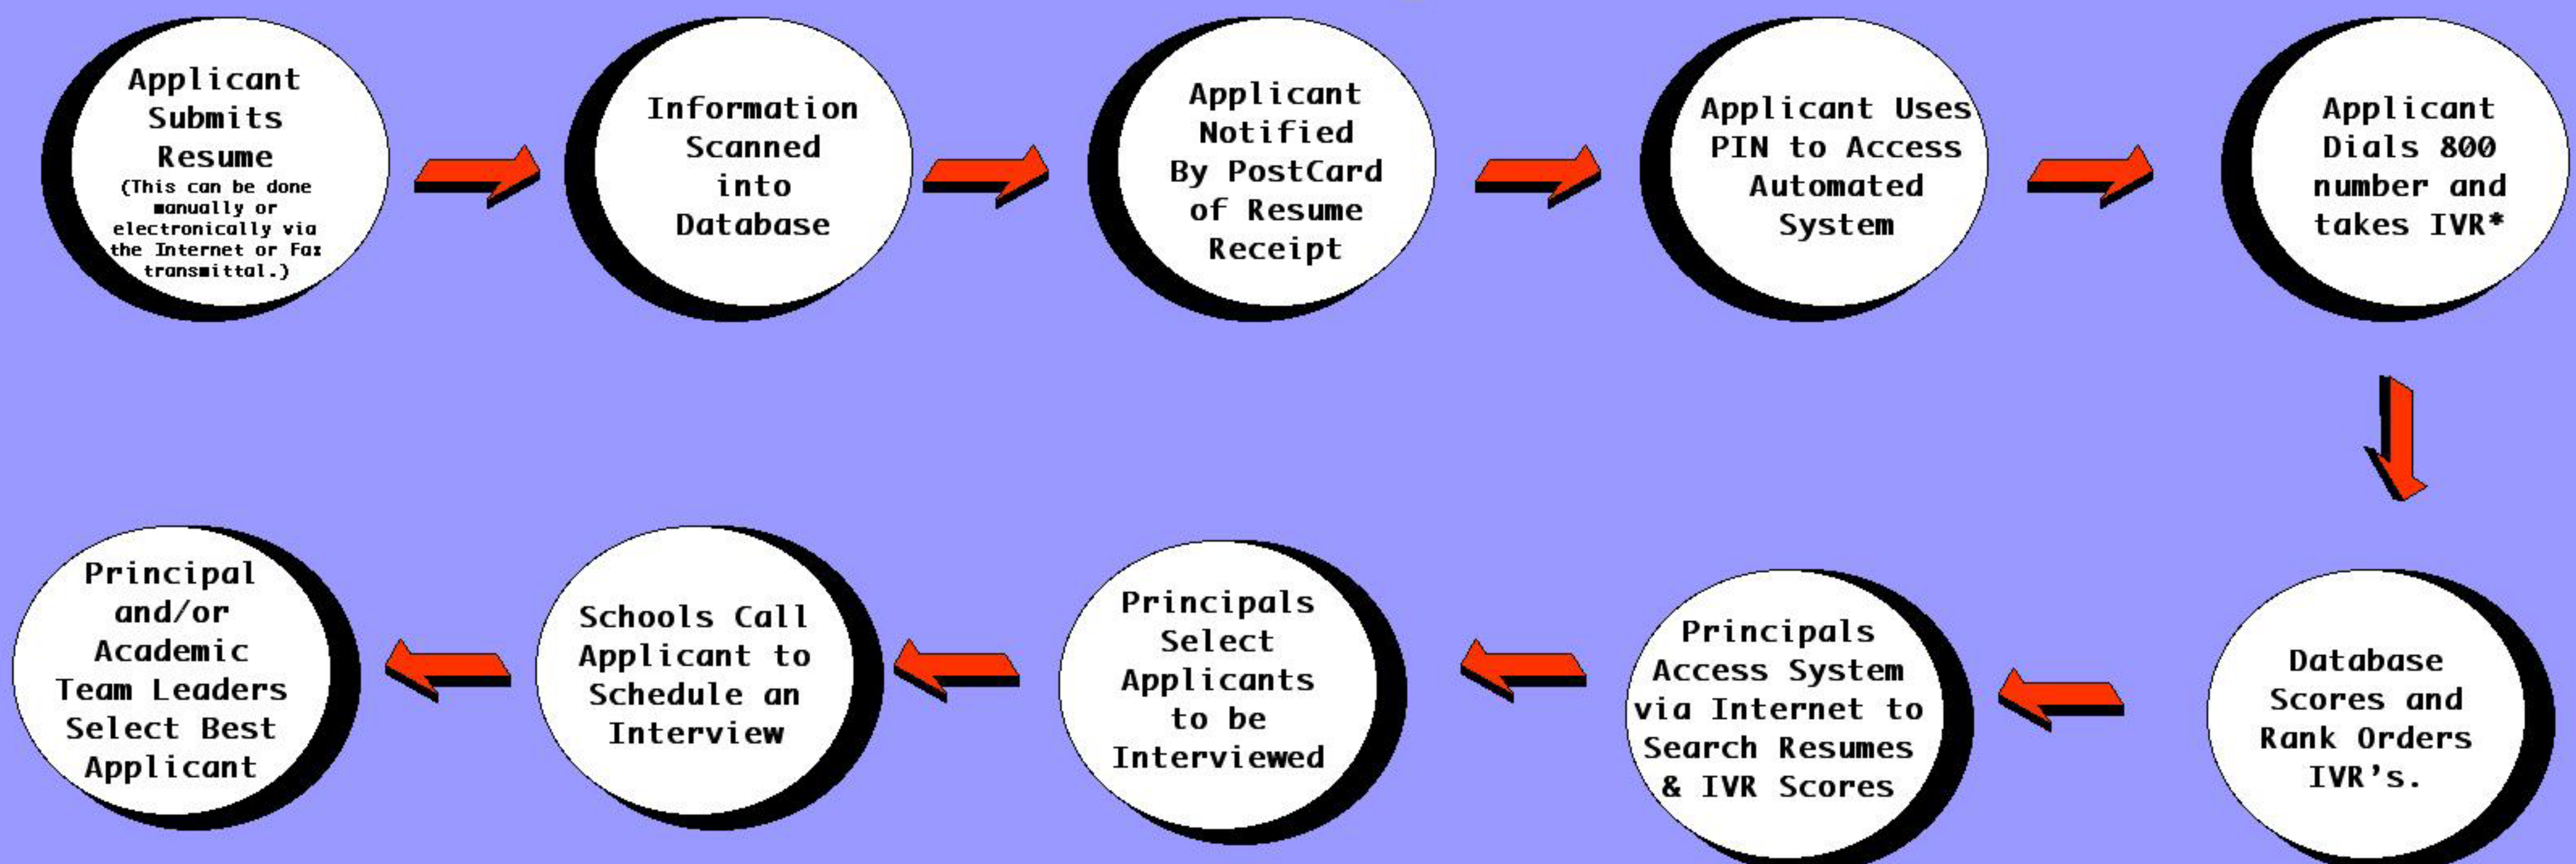 Applicant
Submits
Resume
(This can be done
manually or
electronically via
the Internet or Fax
transmittal.)
Information
Scanned
into
Database
Applicant
Notified
By PostCard
of Resume
Receipt
Applicant Uses
PIN to Access
Automated
System
Applicant
Dials 800
number and
takes IVR*
Database
Scores and
Rank Orders
IVR's.
Principals
Access System
via Internet to
Search Resumes
& IVR Scores
Principals
Select
Applicants
to be
Interviewed
Schools Call
Applicant to
Schedule an
Interview
Principal
and/or
Academic
Team Leaders
Select Best
Applicant